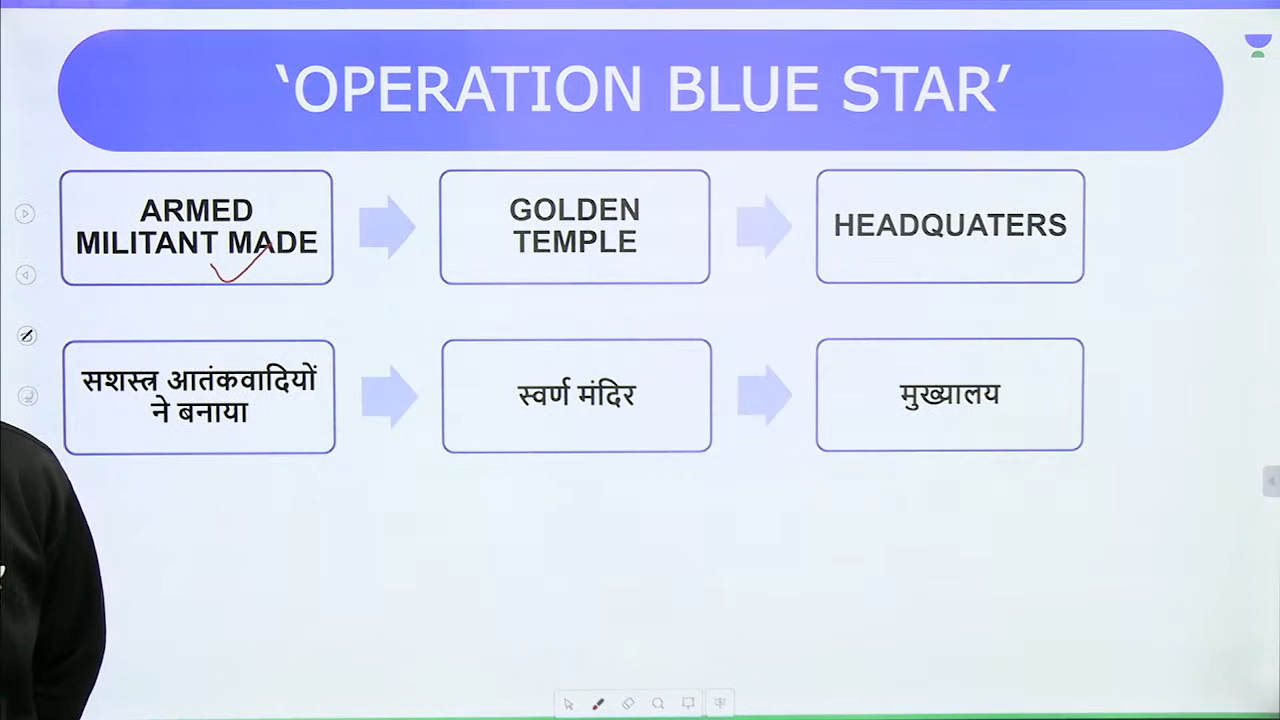 ‘OPERATION BLUE STAR’
ARMED
MILITANT MADE
GOLDEN
TEMPLE
HEADQUATERS
सशस्त्र आतंकवादियों
ने बनाया
स्वर्ण मंदिर
मुख्यालय